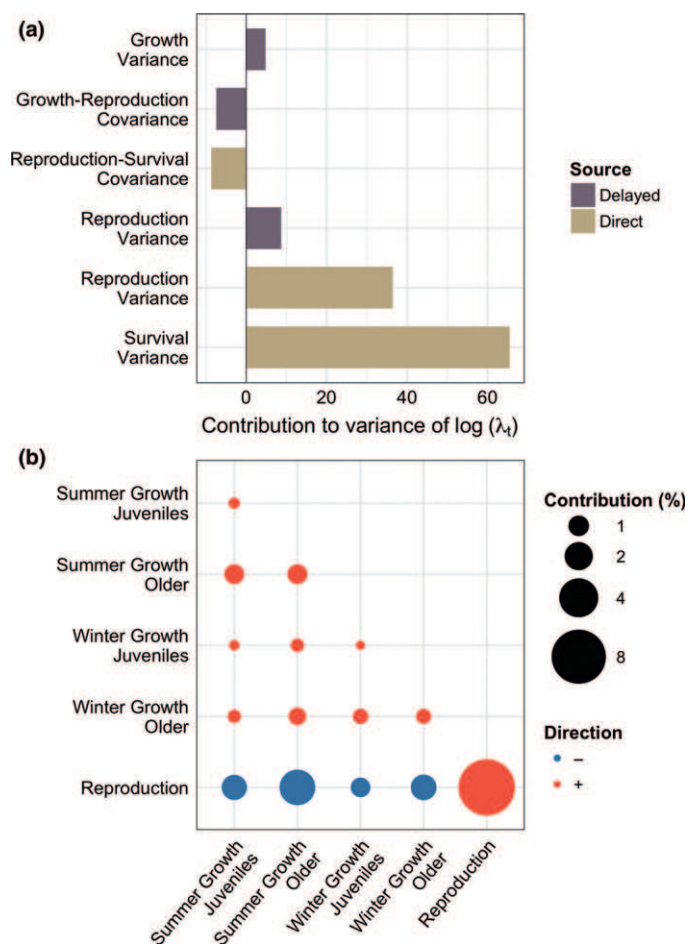 (a)
Growth
Variance
Growth-Reproduction
Covariance
Reproduction-Survival
Covariance
Reproduction
Variance
Reproduction
Variance
Survival
Variance
0 20 40 60
Contribution to variance of log (λt)
Source
Delayed
Direct
(b)
Summer Growth
Juveniles
Summer Growth
Older
Winter Growth
Juveniles
Winter Growth
Older
Reproduction
Summer Growth
Juveniles
Summer Growth
Older
Winter Growth
Juveniles
Winter Growth
Older
Reproduction
Contribution (%)
1
2
4
8
Direction
–
+